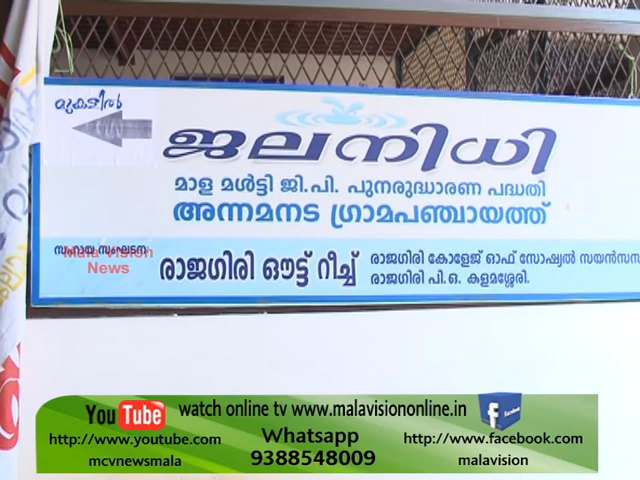 മുകളിൽ
ജലനിധി
മാള മൾട്ടി ജി.പി. പുനരുദ്ധാരണ പദ്ധതി
അന്നമനട ഗ്രാമപഞ്ചായത്ത്
സഹായ സംഘടന
Mala Vision
News
രാജഗിരി ഔട്ട് റീച്ച്
രാജഗിരി കോളേജ് ഓഫ് സോഷ്യൽ സയൻസസ്
രാജഗിരി പി.ഒ. കളമശ്ശേരി.
YouTube watch online tv www.malavisiononline.in facebook
http://www.youtube.com Whatsapp http://www.facebook.com
mcvnewsmala 9388548009 malavision